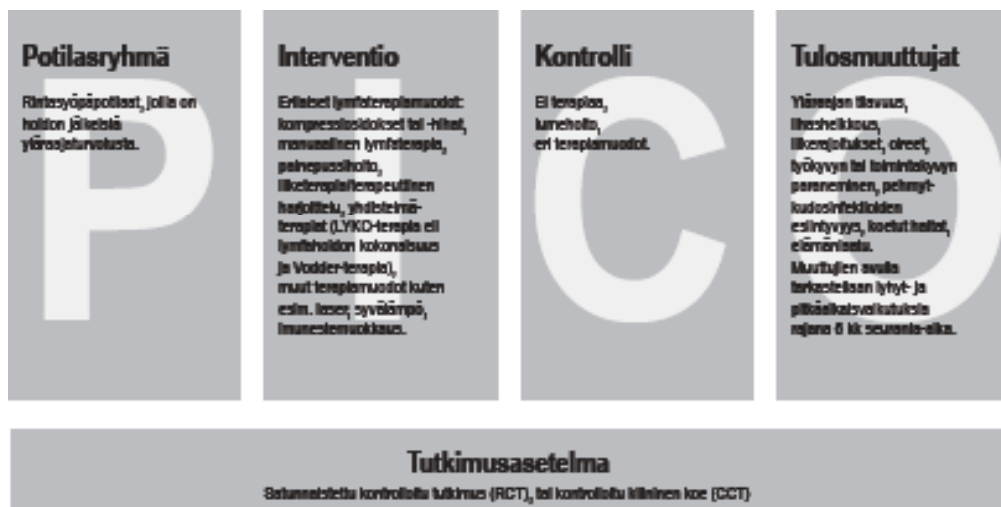 Potilasryhmä
Rintasyöpäpotilaat, joilla on
hoidon jälkeistä
yläraajaturvotusta.
Interventio
Erilaiset lymfaterapiamuodot:
kompressiosidokset tai -hihat,
manuaalinen lymfaterapia,
painepussihoito,
liiketerapia/terapeuttinen
harjoittelu, yhdistelmä-
terapiat (LYKO-terapia eli
lymfahoidon kokonaisuus
ja Vodder-terapia),
muut terapiamuodot kuten
esim. laser, syvälämpö,
imunestemuokkaus.
Kontrolli
Ei terapiaa,
lumehoito,
eri terapiamuodot.
Tulosmuuttujat
Yläraajan tilavuus,
lihasheikkous,
liikerajoitukset, oireet,
työkyvyn tai toimintakyvyn
paraneminen, pehmyt-
kudosinfektioiden
esiintyvyys, koetut haitat,
elämänlaatu.
Muuttujien avulla
tarkastellaan lyhyt- ja
pitkäaikaisvaikutuksia
rajana 6 kk seuranta-aika.
P I C O
Tutkimusasetelma
Satunnaistettu kontrolloitu tutkimus (RCT), tai kontrolloitu kliininen koe (CCT)